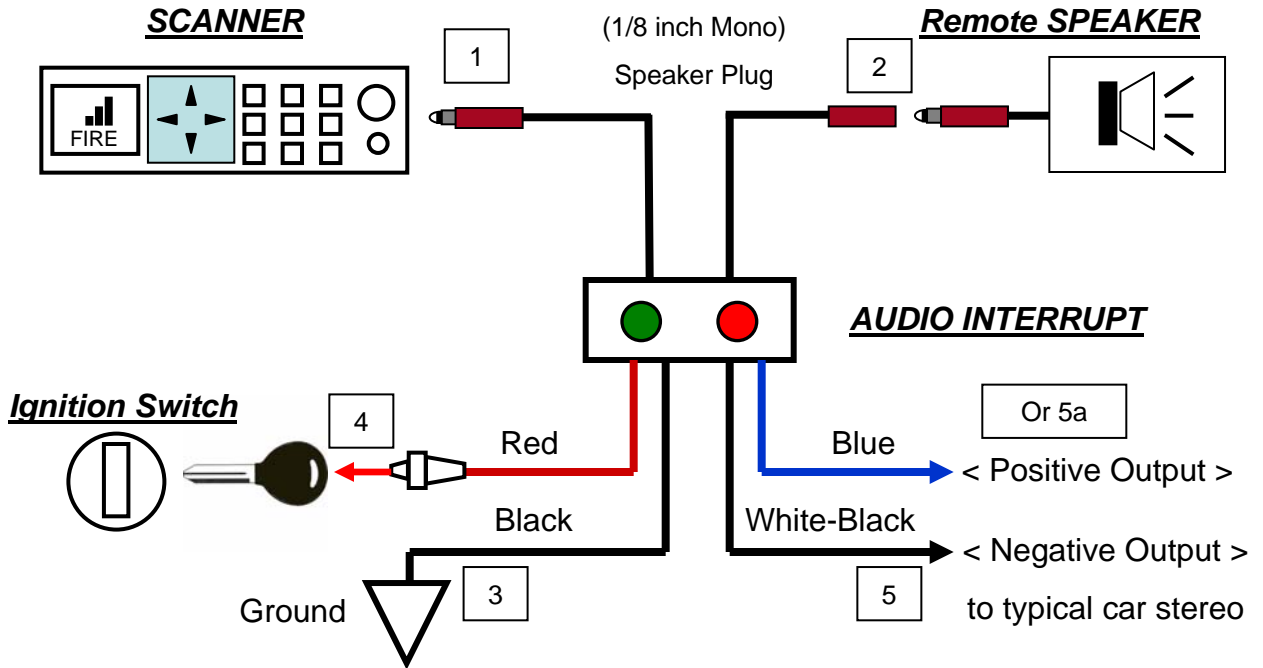 SCANNER
(1/8 inch Mono)
Speaker Plug
Remote SPEAKER
1
2
FIRE
AUDIO INTERRUPT
Ignition Switch
4
Red
Blue
Or 5a
< Positive Output >
Black
White-Black
< Negative Output >
to typical car stereo
Ground
3
5